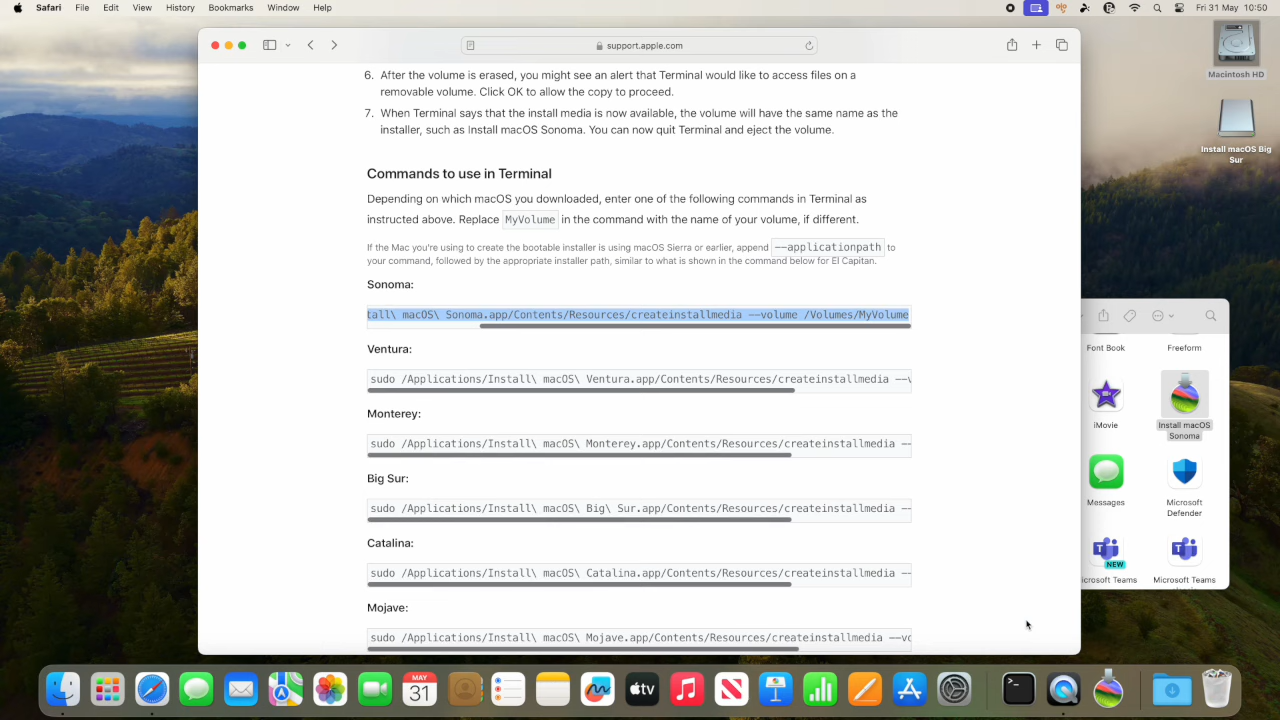 Safari File Edit View History Bookmarks Window Help Fri 31 May 10:50
support.apple.com
6. After the volume is erased, you might see an alert that Terminal would like to access files on a
removable volume. Click OK to allow the copy to proceed.
7. When Terminal says that the install media is now available, the volume will have the same name as the
installer, such as Install macOS Sonoma. You can now quit Terminal and eject the volume.
Commands to use in Terminal
Depending on which macOS you downloaded, enter one of the following commands in Terminal as
instructed above. Replace MyVolume in the command with the name of your volume, if different.
If the Mac you're using to create the bootable installer is using macOS Sierra or earlier, append --applicationpath to
your command, followed by the appropriate installer path, similar to what is shown in the command below for El Capitan.
Sonoma:
tall\ macOS\ Sonoma.app/Contents/Resources/createinstallmedia --volume /Volumes/MyVolume
Ventura:
sudo /Applications/Install\ macOS\ Ventura.app/Contents/Resources/createinstallmedia --v
Monterey:
sudo /Applications/Install\ macOS\ Monterey.app/Contents/Resources/createinstallmedia --
Big Sur:
sudo /Applications/Install\ macOS\ Big\ Sur.app/Contents/Resources/createinstallmedia --
Catalina:
sudo /Applications/Install\ macOS\ Catalina.app/Contents/Resources/createinstallmedia --
Mojave:
sudo /Applications/Install\ macOS\ Mojave.app/Contents/Resources/createinstallmedia --vo
Macintosh HD
Install macOS Big
Sur
Font Book Freeform
iMovie Install macOS
Sonoma
Messages Microsoft
Defender
NEW
icrosoft Teams Microsoft Teams
MAY
31
tv
>_